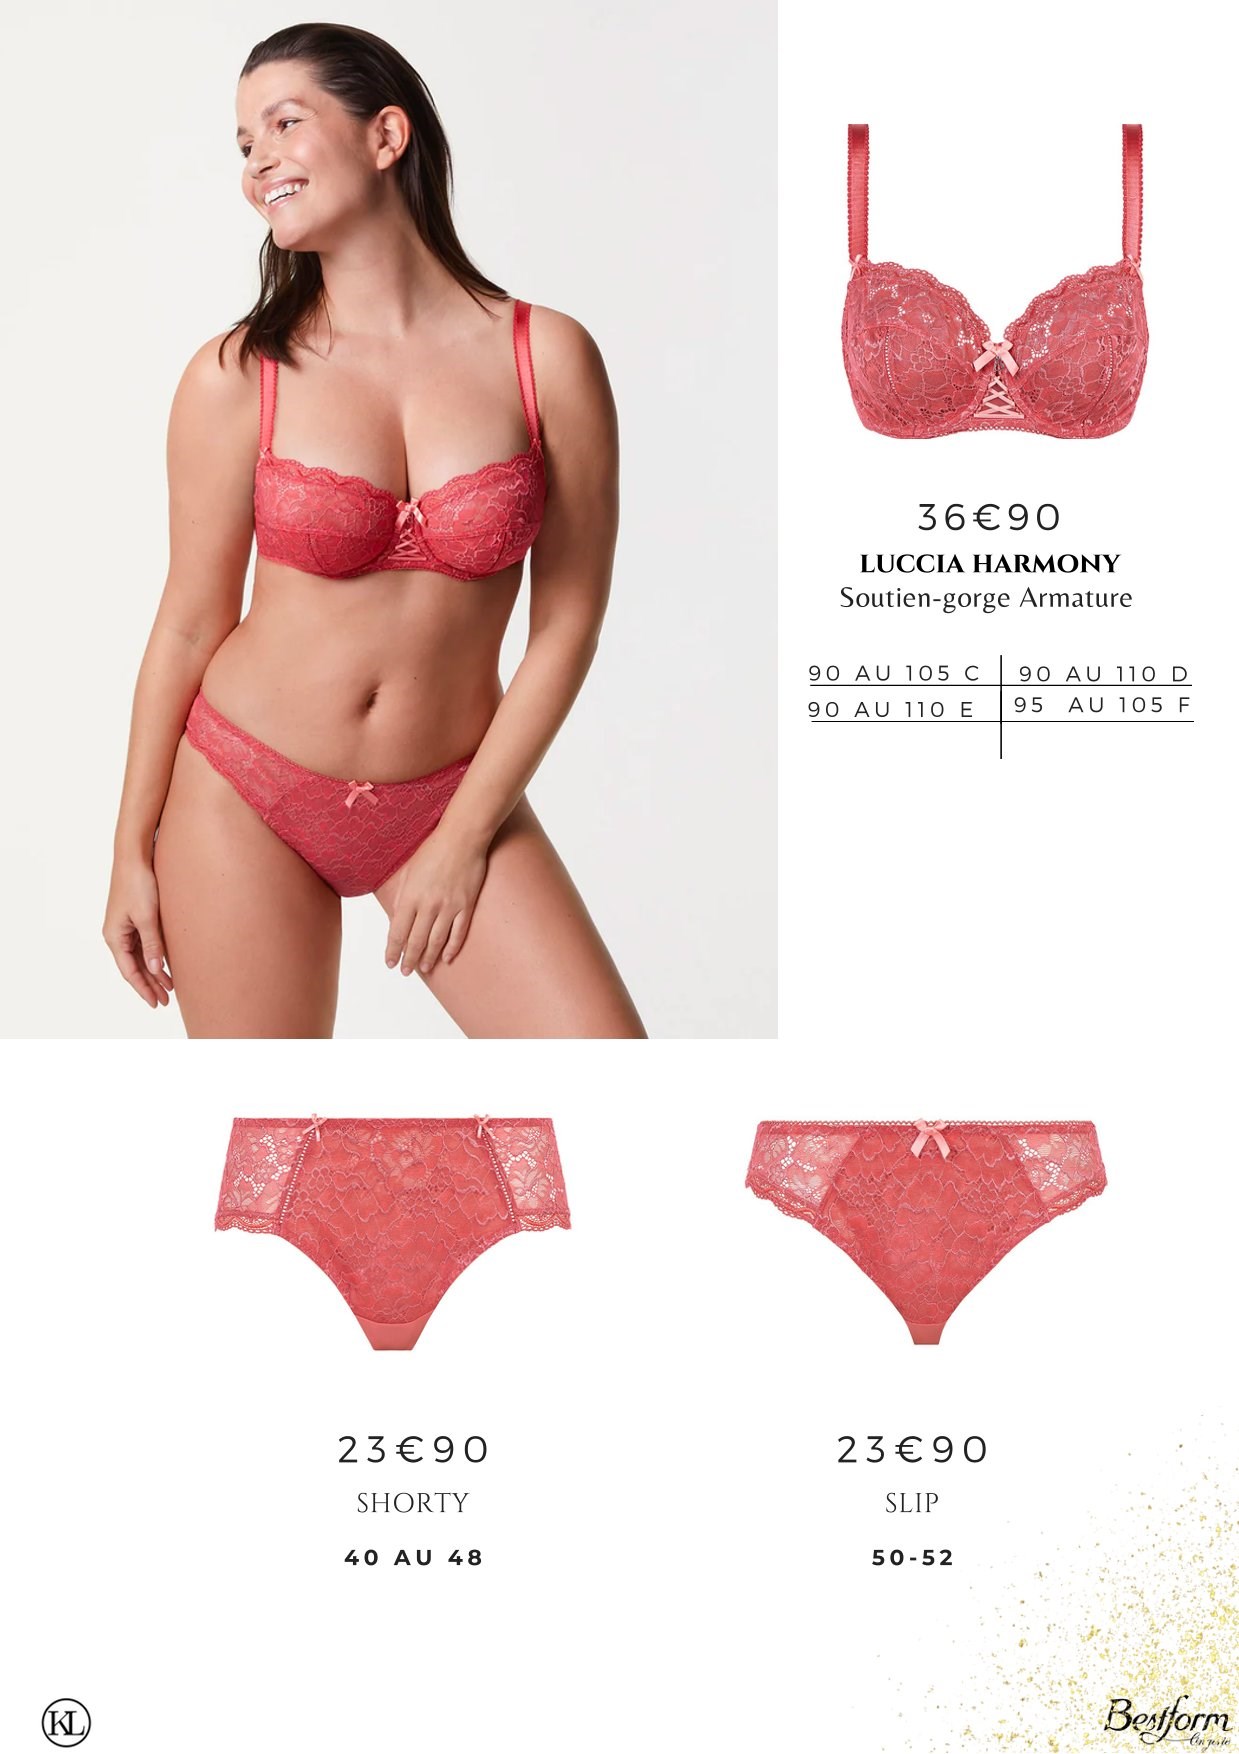 36€90
LUCCIA HARMONY
Soutien-gorge Armature
90 AU 105 C
90 AU 110 D
90 AU 110 E
95 AU 105 F
23€90
SHORTY
40 AU 48
23€90
SLIP
50-52
KL
Bestform